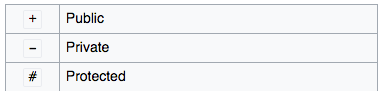 + Public
− Private
# Protected